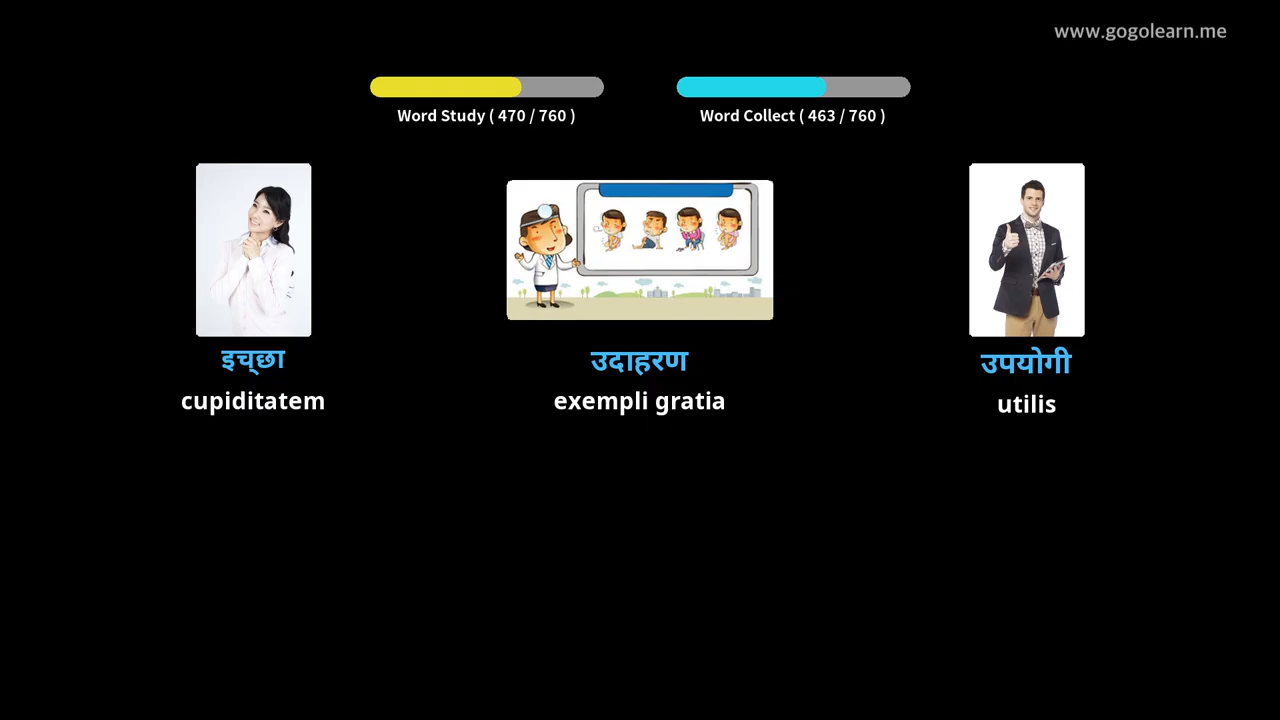 www.gogolearn.me
Word Study ( 470 / 760 )
Word Collect ( 463 / 760 )
इच्‌छा
उदाहरण
उपयोगी
cupiditatem
exempli gratia
utilis